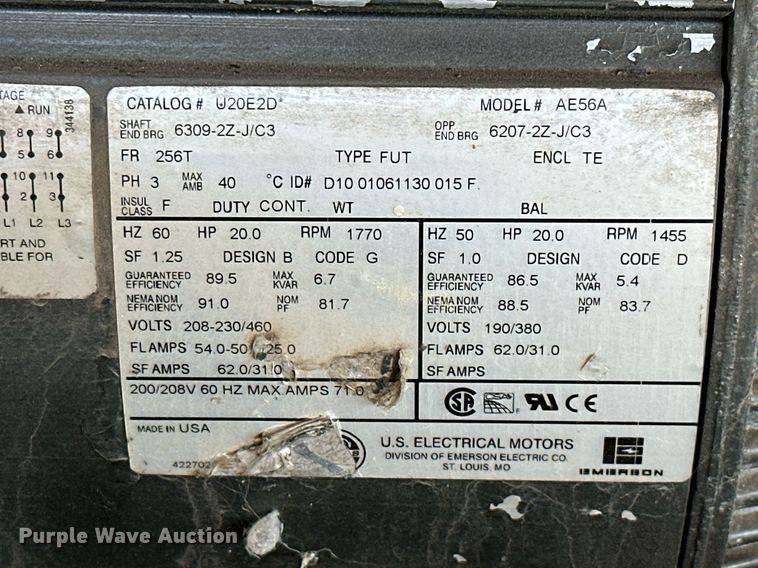 TAGE
▲ RUN
344138
8 9
5 6
10 11
2 3
L1 L2 L3
RT AND
BLE FOR
CATALOG # U20E2D MODEL# AE56A
SHAFT END BRG 6309-2Z-J/C3 OPP END BRG 6207-2Z-J/C3
FR 256T TYPE FUT ENCL TE
PH 3 MAX AMB 40 °C ID# D10 01061130 015 F
INSUL CLASS F DUTY CONT. WT BAL
HZ 60 HP 20.0 RPM 1770
SF 1.25 DESIGN B CODE G
GUARANTEED EFFICIENCY 89.5 MAX KVAR 6.7
NEMA NOM EFFICIENCY 91.0 NOM PF 81.7
VOLTS 208-230/460
FL AMPS 54.0-50 /25.0
SF AMPS 62.0/31.0
200/208V 60 HZ MAX AMPS 71.0
HZ 50 HP 20.0 RPM 1455
SF 1.0 DESIGN CODE D
GUARANTEED EFFICIENCY 86.5 MAX KVAR 5.4
NEMA NOM EFFICIENCY 88.5 NOM PF 83.7
VOLTS 190/380
FL AMPS 62.0/31.0
SF AMPS
SA UR CE
MADE IN USA
422702
U.S. ELECTRICAL MOTORS
DIVISION OF EMERSON ELECTRIC CO.
ST. LOUIS, MO
EMERSON
Purple Wave Auction